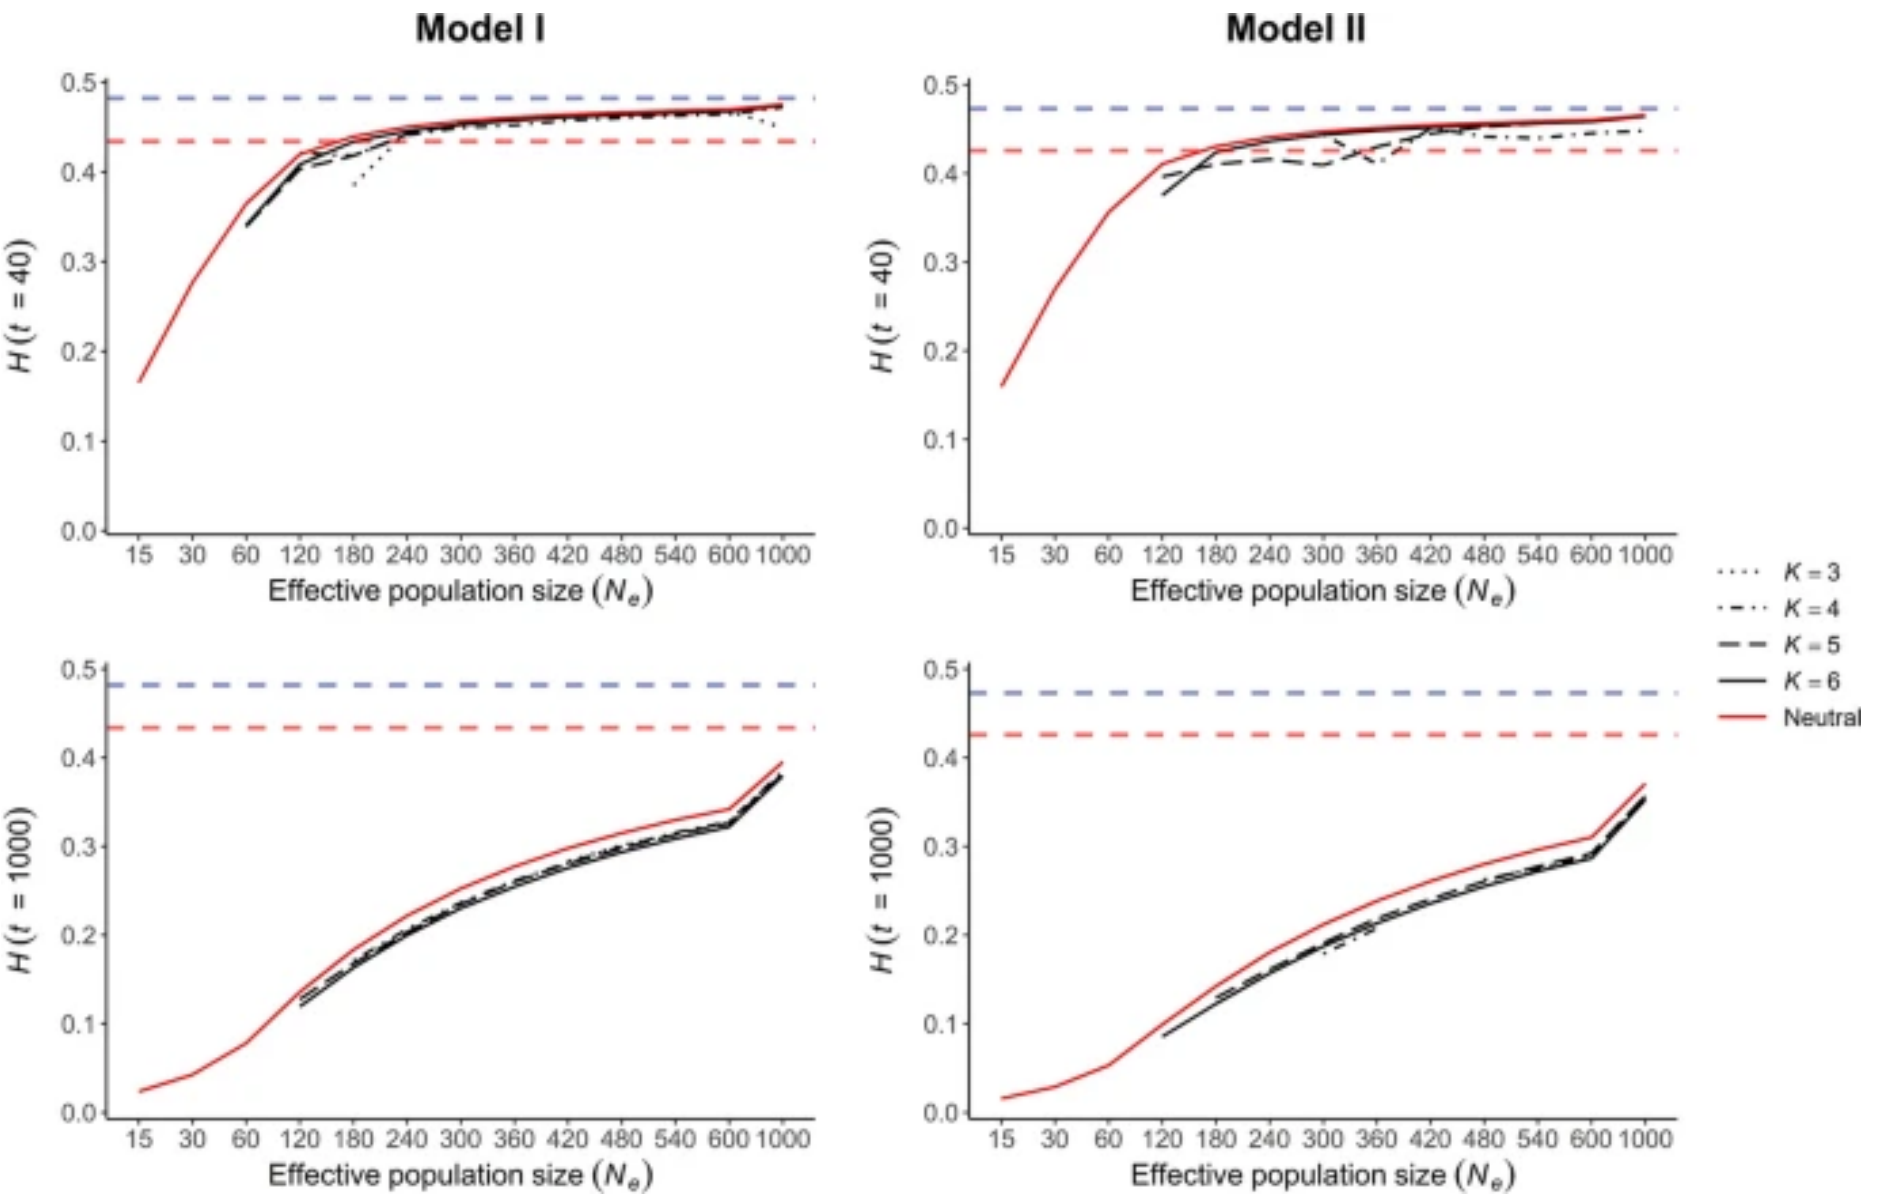 Model I
Model II
0.5
0.4
0.3
0.2
0.1
0.0
H (t = 40)
15 30 60 120 180 240 300 360 420 480 540 600 1000
Effective population size (Ne)
0.5
0.4
0.3
0.2
0.1
0.0
H (t = 40)
15 30 60 120 180 240 300 360 420 480 540 600 1000
Effective population size (Ne)
0.5
0.4
0.3
0.2
0.1
0.0
H (t = 1000)
15 30 60 120 180 240 300 360 420 480 540 600 1000
Effective population size (Ne)
0.5
0.4
0.3
0.2
0.1
0.0
H (t = 1000)
15 30 60 120 180 240 300 360 420 480 540 600 1000
Effective population size (Ne)
K = 3
K = 4
K = 5
K = 6
Neutral